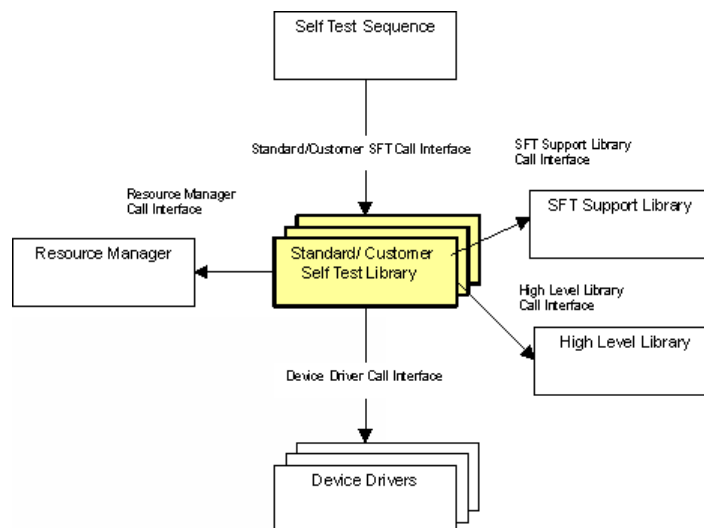 Self Test Sequence
Standard/Customer SFT Call Interface
SFT Support Library
Call Interface
Resource Manager
Call Interface
SFT Support Library
Resource Manager
Standard/ Customer
Self Test Library
High Level Library
Call Interface
High Level Library
Device Driver Call Interface
Device Drivers